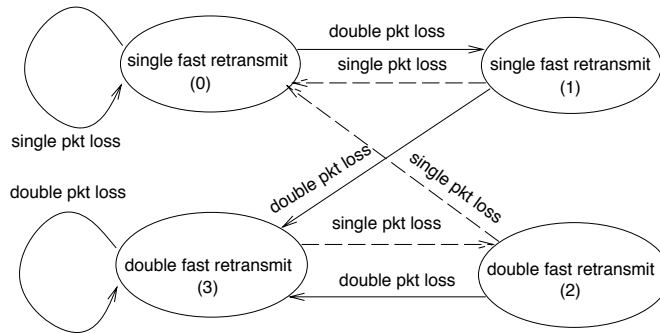 double pkt loss
single fast retransmit
(0)
single pkt loss
single fast retransmit
(1)
single pkt loss
double pkt loss
single pkt loss
double pkt loss
single pkt loss
double fast retransmit
(3)
double pkt loss
double fast retransmit
(2)